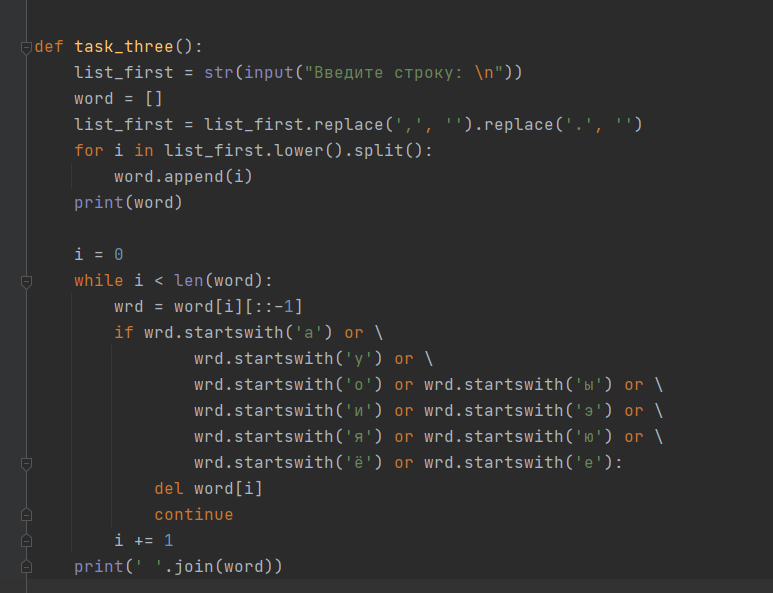 def task_three():
    list_first = str(input("Введите строку: \n"))
    word = []
    list_first = list_first.replace(',', '').replace('.', '')
    for i in list_first.lower().split():
        word.append(i)
    print(word)

    i = 0
    while i < len(word):
        wrd = word[i][::-1]
        if wrd.startswith('а') or \
                wrd.startswith('у') or \
                wrd.startswith('о') or wrd.startswith('ы') or \
                wrd.startswith('и') or wrd.startswith('э') or \
                wrd.startswith('я') or wrd.startswith('ю') or \
                wrd.startswith('ё') or wrd.startswith('е'):
            del word[i]
            continue
        i += 1
    print(' '.join(word))